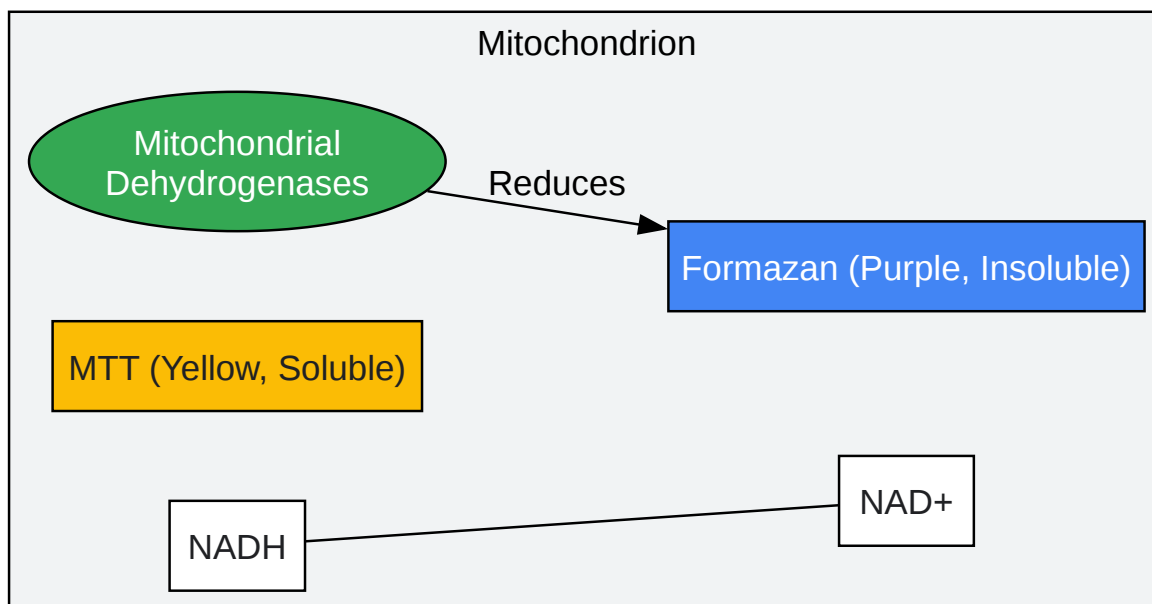 Mitochondrion
Mitochondrial
Dehydrogenases
Reduces
Formazan (Purple, Insoluble)
MTT (Yellow, Soluble)
NAD+
NADH